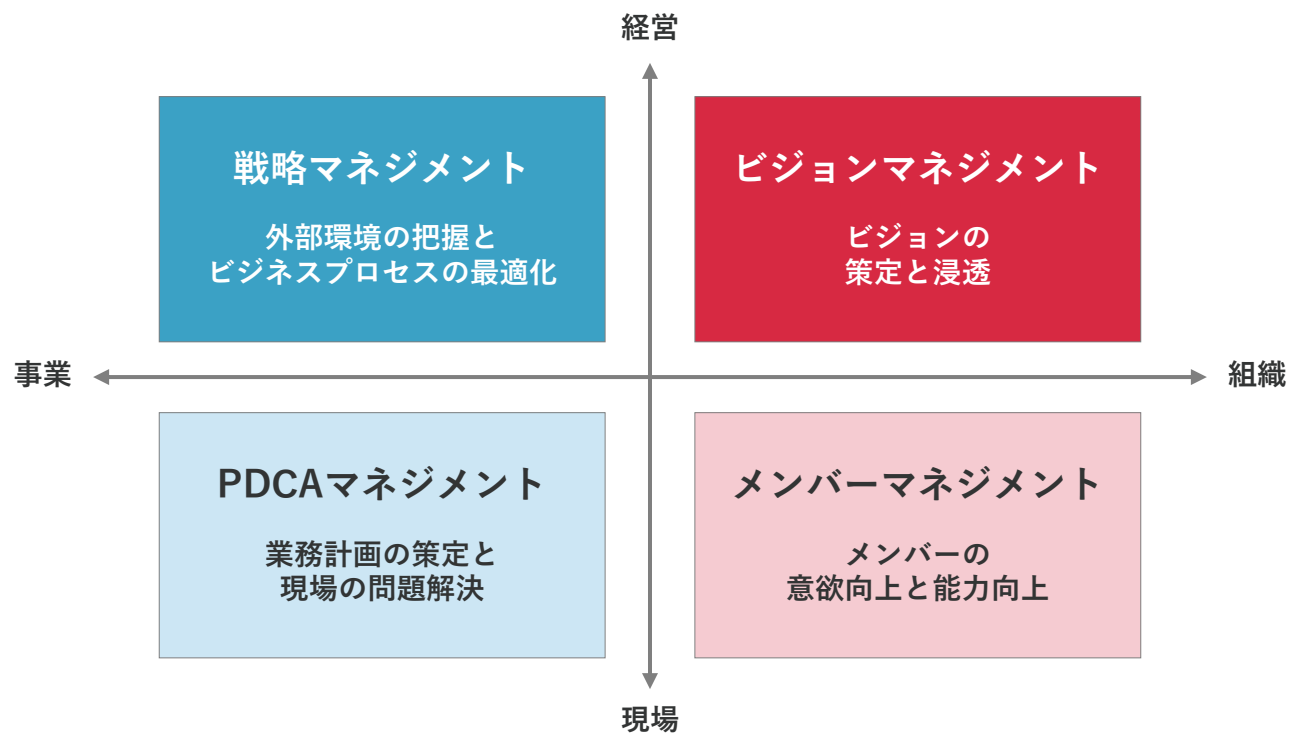 経営
戦略マネジメント
外部環境の把握と
ビジネスプロセスの最適化
ビジョンマネジメント
ビジョンの
策定と浸透
事業
組織
PDCAマネジメント
業務計画の策定と
現場の問題解決
メンバーマネジメント
メンバーの
意欲向上と能力向上
現場